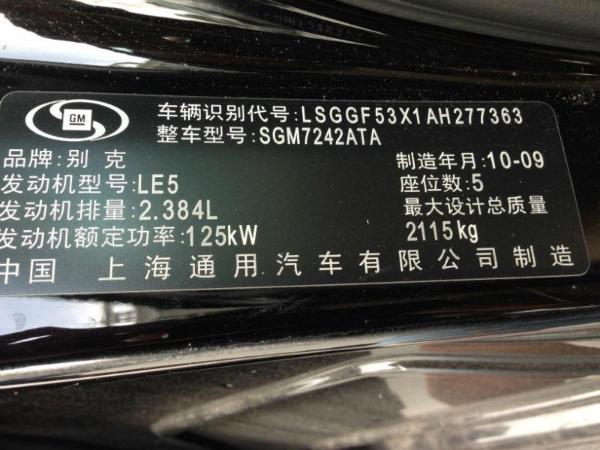 GM
车辆识别代号:LSGGF53X1AH277363
整车型号:SGM7242ATA
品牌:别克 制造年月:10-09
发动机型号:LE5 座位数:5
发动机排量:2.384L 最大设计总质量
发动机额定功率:125kW 2115kg
中国 上海通用汽车有限公司制造